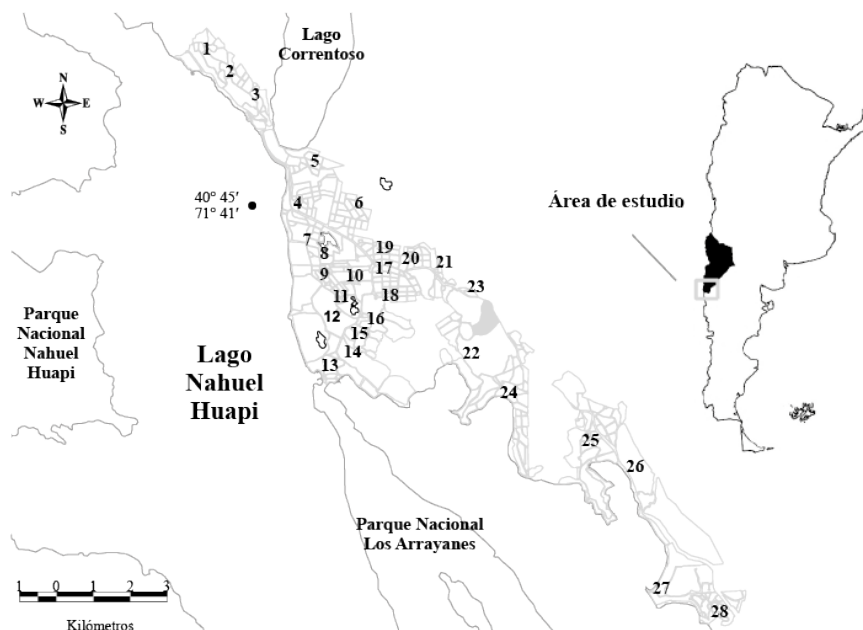 Lago
Correntoso
1
2
3
N
W E
S
5
40° 45′
71° 41′
4
6
Área de estudio
7
8
19
20
21
9
10
17
23
11
18
12
16
15
14
13
22
Parque
Nacional
Nahuel
Huapi
Lago
Nahuel
Huapi
24
25
26
Parque Nacional
Los Arrayanes
27
28
1 0 1 2 3
Kilómetros